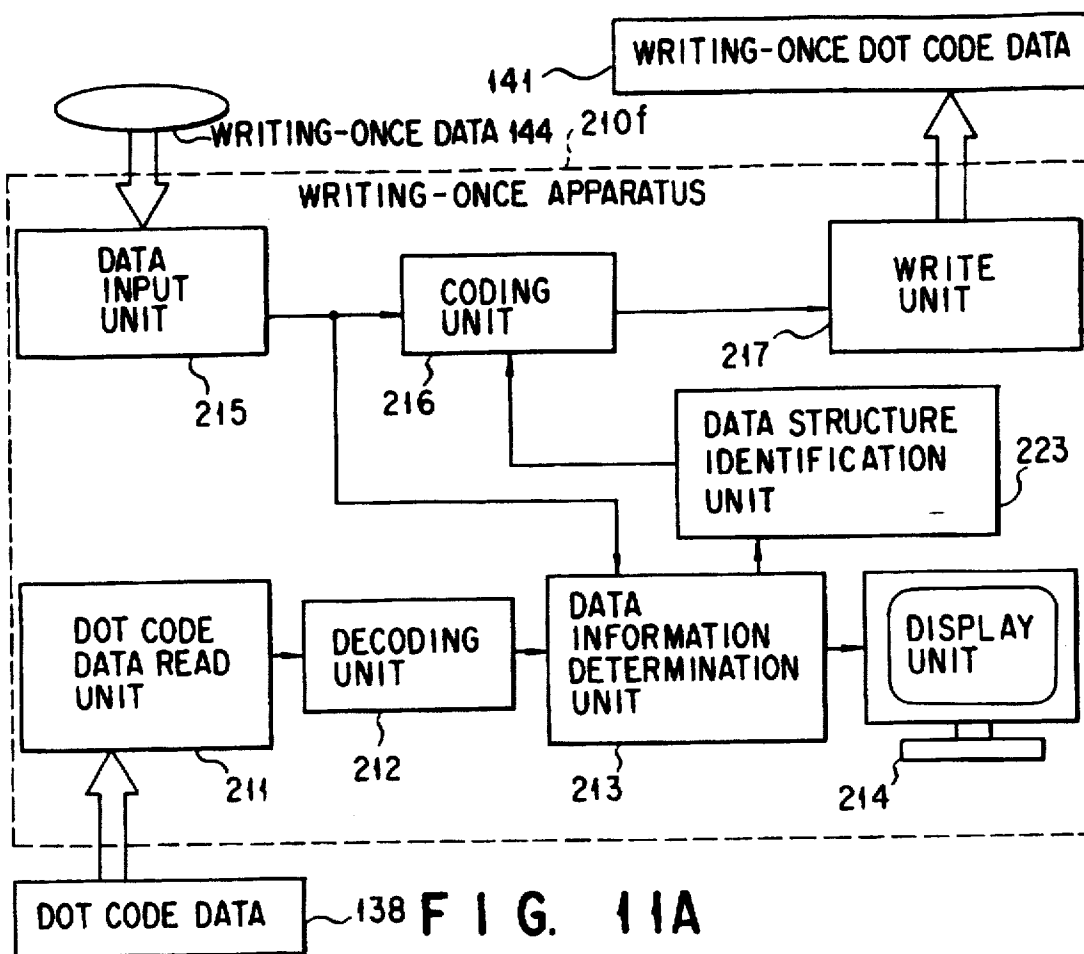 WRITING-ONCE DOT CODE DATA
141
WRITING-ONCE DATA 144
210f
WRITING-ONCE APPARATUS
DATA
INPUT
UNIT
215
CODING
UNIT
216
WRITE
UNIT
217
DATA STRUCTURE
IDENTIFICATION
UNIT
223
DOT CODE
DATA READ
UNIT
211
DECODING
UNIT
212
DATA
INFORMATION
DETERMINATION
UNIT
213
DISPLAY
UNIT
214
DOT CODE DATA
138
FIG. 11A